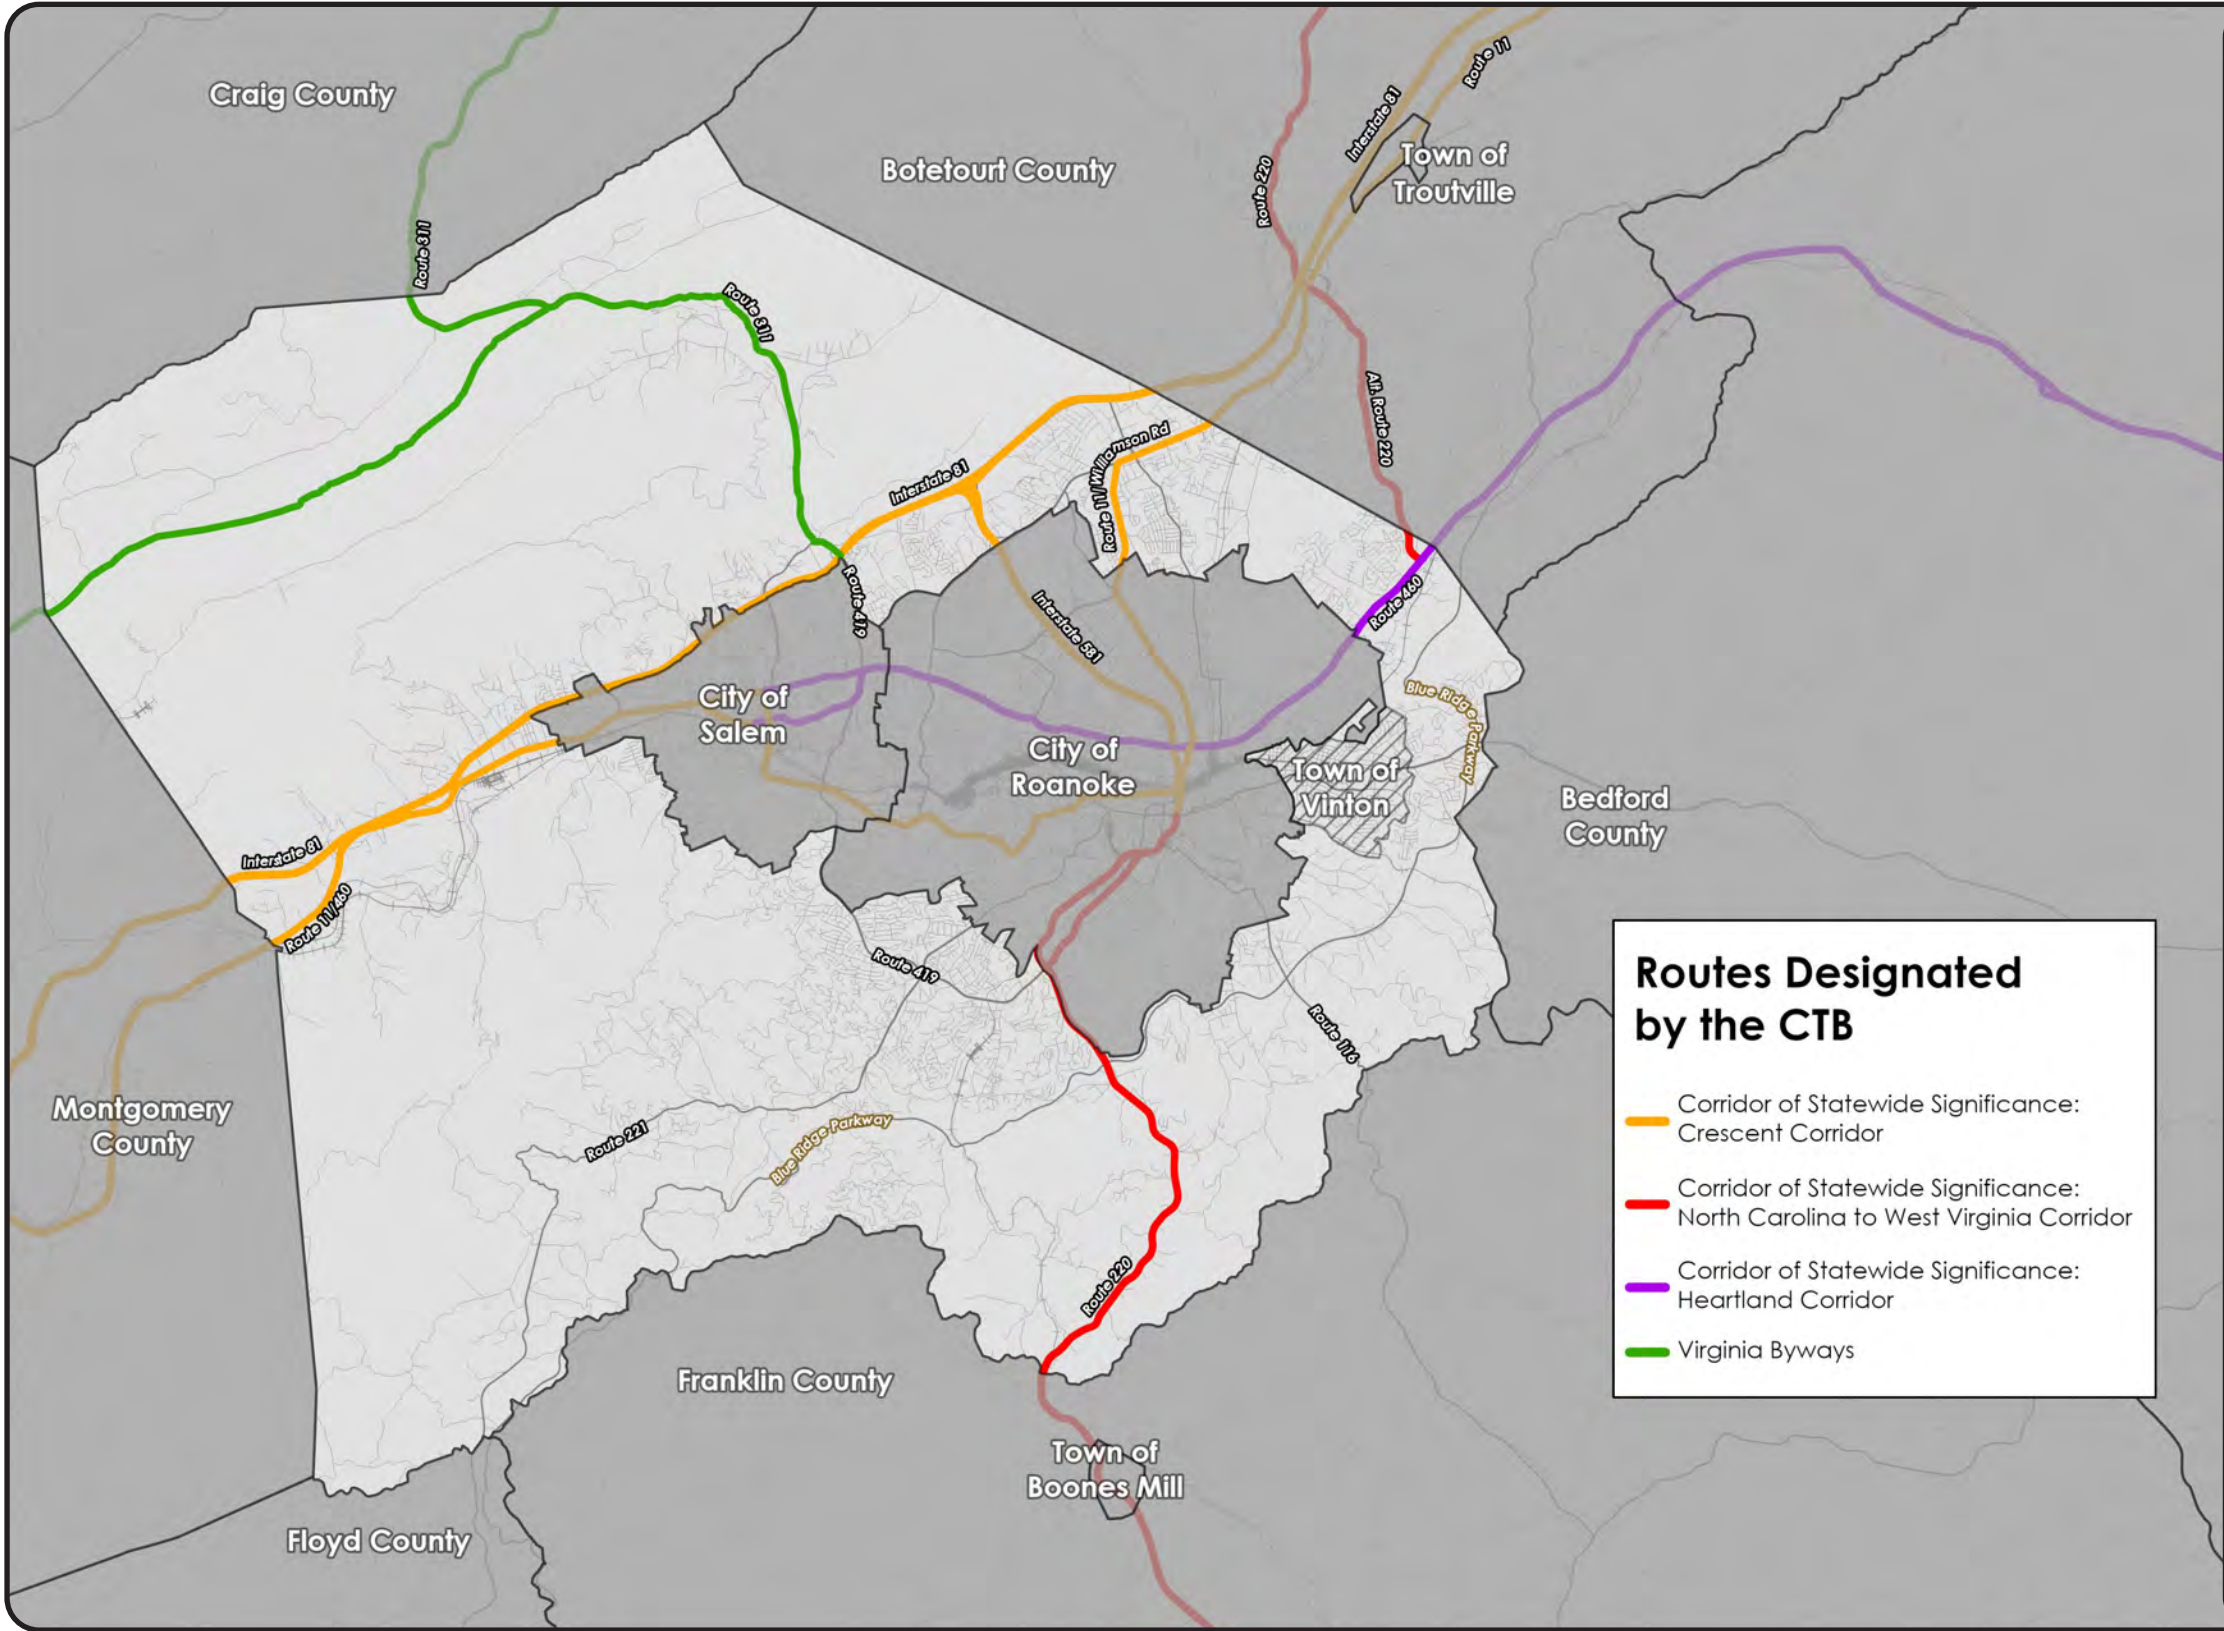 Craig County
Botetourt County
Town of
Troutville
Interstate 81
Route 11
Route 220
Route 311
Route 311
Alt. Route 220
Interstate 81
Route 11/Williamson Rd
Route 419
Interstate 581
Route 460
City of
Salem
City of
Roanoke
Blue Ridge Parkway
Town of
Vinton
Bedford
County
Interstate 81
Route 11/460
Route 419
Route 116
Montgomery
County
Route 221
Blue Ridge Parkway
Route 220
Franklin County
Town of
Boones Mill
Floyd County
Routes Designated
by the CTB
Corridor of Statewide Significance:
Crescent Corridor
Corridor of Statewide Significance:
North Carolina to West Virginia Corridor
Corridor of Statewide Significance:
Heartland Corridor
Virginia Byways